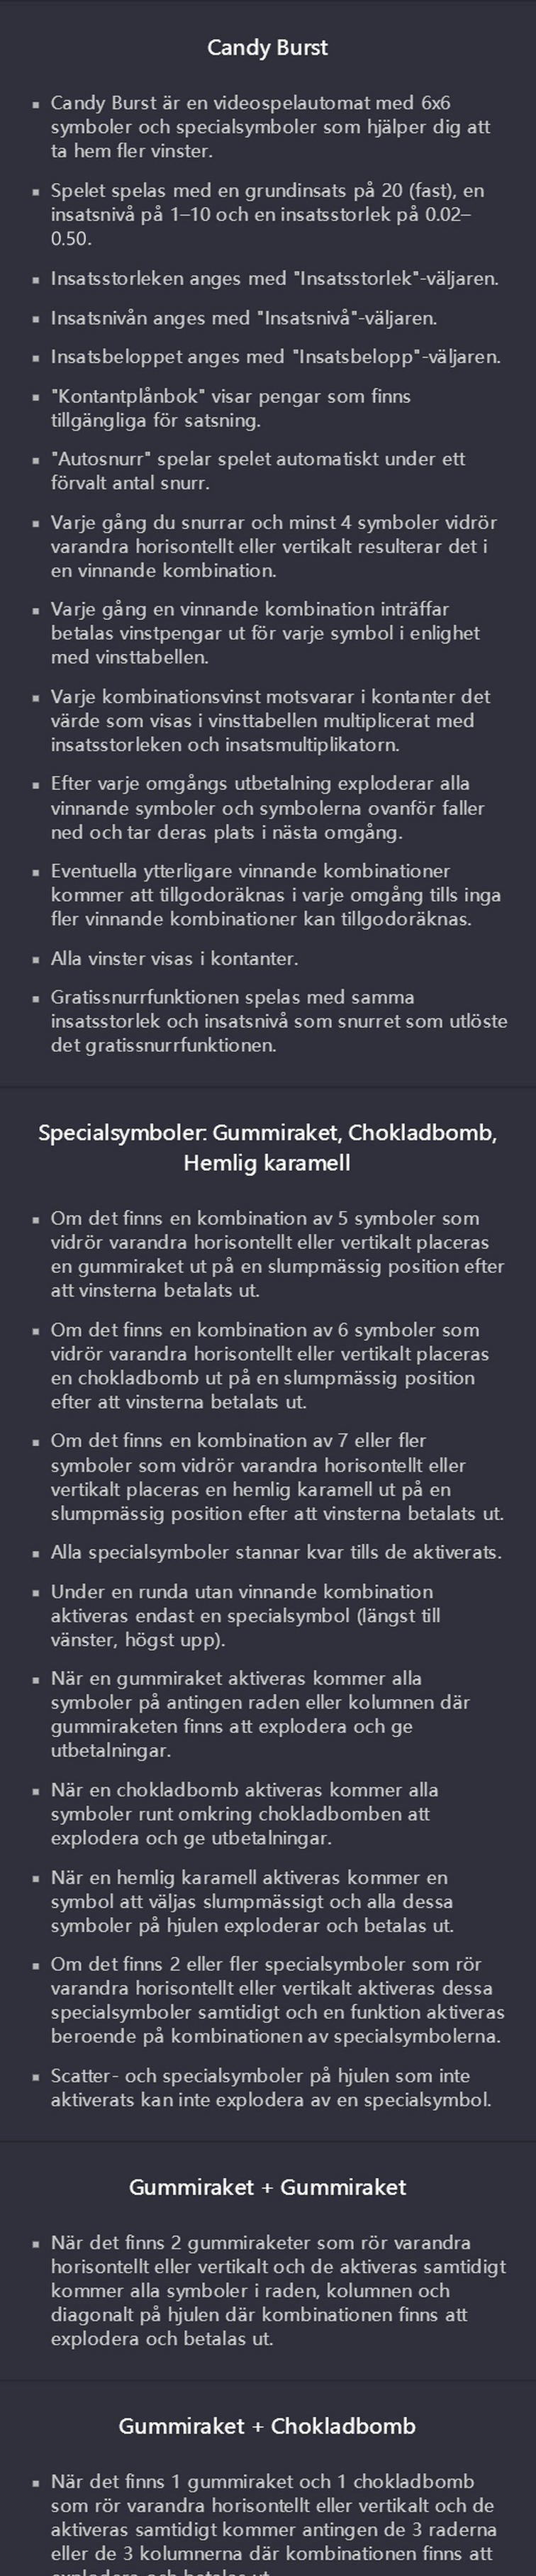 Candy Burst
▪ Candy Burst är en videospelautomat med 6x6
symboler och specialsymboler som hjälper dig att
ta hem fler vinster.
▪ Spelet spelas med en grundinsats på 20 (fast), en
insatsnivå på 1–10 och en insatsstorlek på 0.02–
0.50.
▪ Insatsstorleken anges med "Insatsstorlek"-väljaren.
▪ Insatsnivån anges med "Insatsnivå"-väljaren.
▪ Insatsbeloppet anges med "Insatsbelopp"-väljaren.
▪ "Kontantplånbok" visar pengar som finns
tillgängliga för satsning.
▪ "Autosnurr" spelar spelet automatiskt under ett
förvalt antal snurr.
▪ Varje gång du snurrar och minst 4 symboler vidrör
varandra horisontellt eller vertikalt resulterar det i
en vinnande kombination.
▪ Varje gång en vinnande kombination inträffar
betalas vinstpengar ut för varje symbol i enlighet
med vinsttabellen.
▪ Varje kombinationsvinst motsvarar i kontanter det
värde som visas i vinsttabellen multiplicerat med
insatsstorleken och insatsmultiplikatorn.
▪ Efter varje omgångs utbetalning exploderar alla
vinnande symboler och symbolerna ovanför faller
ned och tar deras plats i nästa omgång.
▪ Eventuella ytterligare vinnande kombinationer
kommer att tillgodoräknas i varje omgång tills inga
fler vinnande kombinationer kan tillgodoräknas.
▪ Alla vinster visas i kontanter.
▪ Gratissnurrfunktionen spelas med samma
insatsstorlek och insatsnivå som snurret som utlöste
det gratissnurrfunktionen.
Specialsymboler: Gummiraket, Chokladbomb,
Hemlig karamell
▪ Om det finns en kombination av 5 symboler som
vidrör varandra horisontellt eller vertikalt placeras
en gummiraket ut på en slumpmässig position efter
att vinsterna betalats ut.
▪ Om det finns en kombination av 6 symboler som
vidrör varandra horisontellt eller vertikalt placeras
en chokladbomb ut på en slumpmässig position
efter att vinsterna betalats ut.
▪ Om det finns en kombination av 7 eller fler
symboler som vidrör varandra horisontellt eller
vertikalt placeras en hemlig karamell ut på en
slumpmässig position efter att vinsterna betalats ut.
▪ Alla specialsymboler stannar kvar tills de aktiverats.
▪ Under en runda utan vinnande kombination
aktiveras endast en specialsymbol (längst till
vänster, högst upp).
▪ När en gummiraket aktiveras kommer alla
symboler på antingen raden eller kolumnen där
gummiraketen finns att explodera och ge
utbetalningar.
▪ När en chokladbomb aktiveras kommer alla
symboler runt omkring chokladbomben att
explodera och ge utbetalningar.
▪ När en hemlig karamell aktiveras kommer en
symbol att väljas slumpmässigt och alla dessa
symboler på hjulen exploderar och betalas ut.
▪ Om det finns 2 eller fler specialsymboler som rör
varandra horisontellt eller vertikalt aktiveras dessa
specialsymboler samtidigt och en funktion aktiveras
beroende på kombinationen av specialsymbolerna.
▪ Scatter- och specialsymboler på hjulen som inte
aktiverats kan inte explodera av en specialsymbol.
Gummiraket + Gummiraket
▪ När det finns 2 gummiraketer som rör varandra
horisontellt eller vertikalt och de aktiveras samtidigt
kommer alla symboler i raden, kolumnen och
diagonalt på hjulen där kombinationen finns att
explodera och betalas ut.
Gummiraket + Chokladbomb
▪ När det finns 1 gummiraket och 1 chokladbomb
som rör varandra horisontellt eller vertikalt och de
aktiveras samtidigt kommer antingen de 3 raderna
eller de 3 kolumnerna där kombinationen finns att